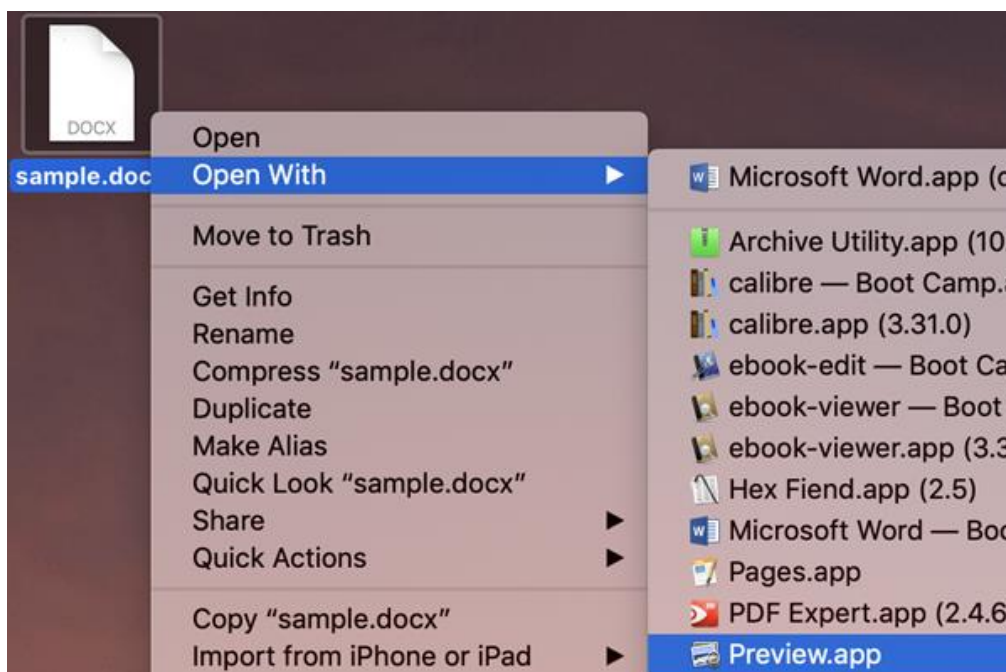 DOCX
sample.doc
Open
Open With
Move to Trash
Get Info
Rename
Compress “sample.docx”
Duplicate
Make Alias
Quick Look “sample.docx”
Share
Quick Actions
Copy “sample.docx”
Import from iPhone or iPad
Microsoft Word.app (
Archive Utility.app (10
calibre — Boot Camp.
calibre.app (3.31.0)
ebook-edit — Boot Ca
ebook-viewer — Boot
ebook-viewer.app (3.3
Hex Fiend.app (2.5)
Microsoft Word — Boo
Pages.app
PDF Expert.app (2.4.6
Preview.app